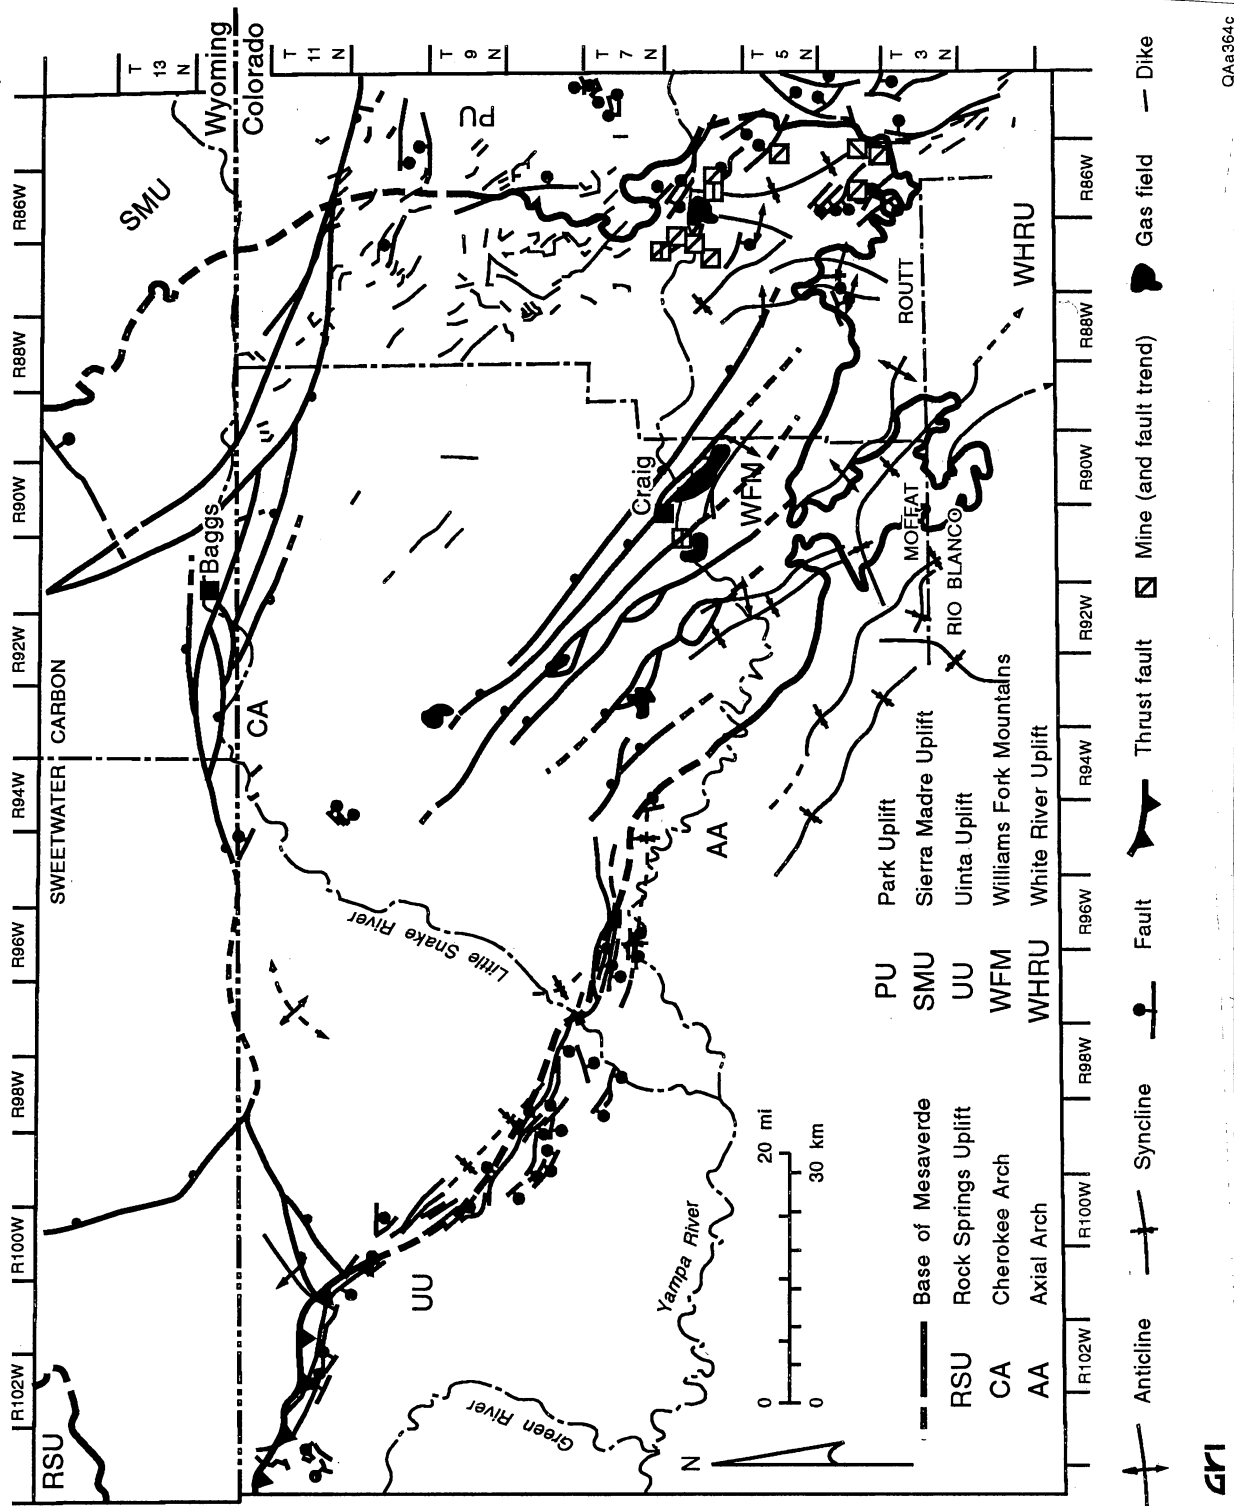 R102W
R100W
R98W
R96W
R94W
R92W
R90W
R88W
R86W
SWEETWATER
CARBON
RSU
SMU
T
13
N
Baggs
Wyoming
Colorado
CA
T
11
N
PU
T
9
N
Little Snake River
UU
Green River
Craig
T
7
N
WFM
AA
Yampa River
T
5
N
N
0 20 mi
0 30 km
ROUTT
MOFFAT
RIO BLANCO
WHRU
T
3
N
Base of Mesaverde
RSU Rock Springs Uplift
CA Cherokee Arch
AA Axial Arch
PU Park Uplift
SMU Sierra Madre Uplift
UU Uinta Uplift
WFM Williams Fork Mountains
WHRU White River Uplift
R102W
R100W
R98W
R96W
R94W
R92W
R90W
R88W
R86W
Anticline
Syncline
Fault
Thrust fault
Mine (and fault trend)
Gas field
Dike
GRI
QAa364c